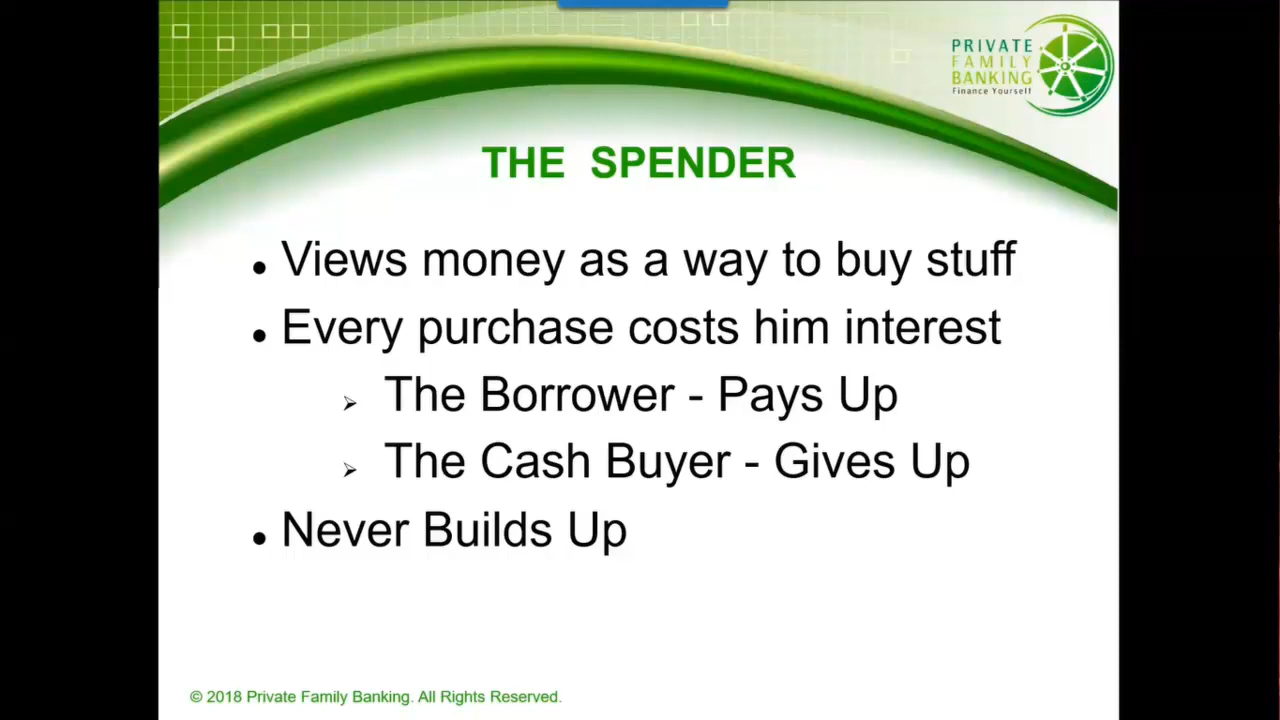 PRIVATE
FAMILY
BANKING
Finance Yourself
THE SPENDER
• Views money as a way to buy stuff
• Every purchase costs him interest
➢ The Borrower - Pays Up
➢ The Cash Buyer - Gives Up
• Never Builds Up
© 2018 Private Family Banking. All Rights Reserved.